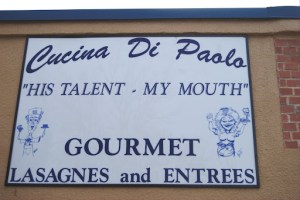 Cucina Di Paolo
"HIS TALENT - MY MOUTH"
GOURMET
LASAGNES and ENTREES